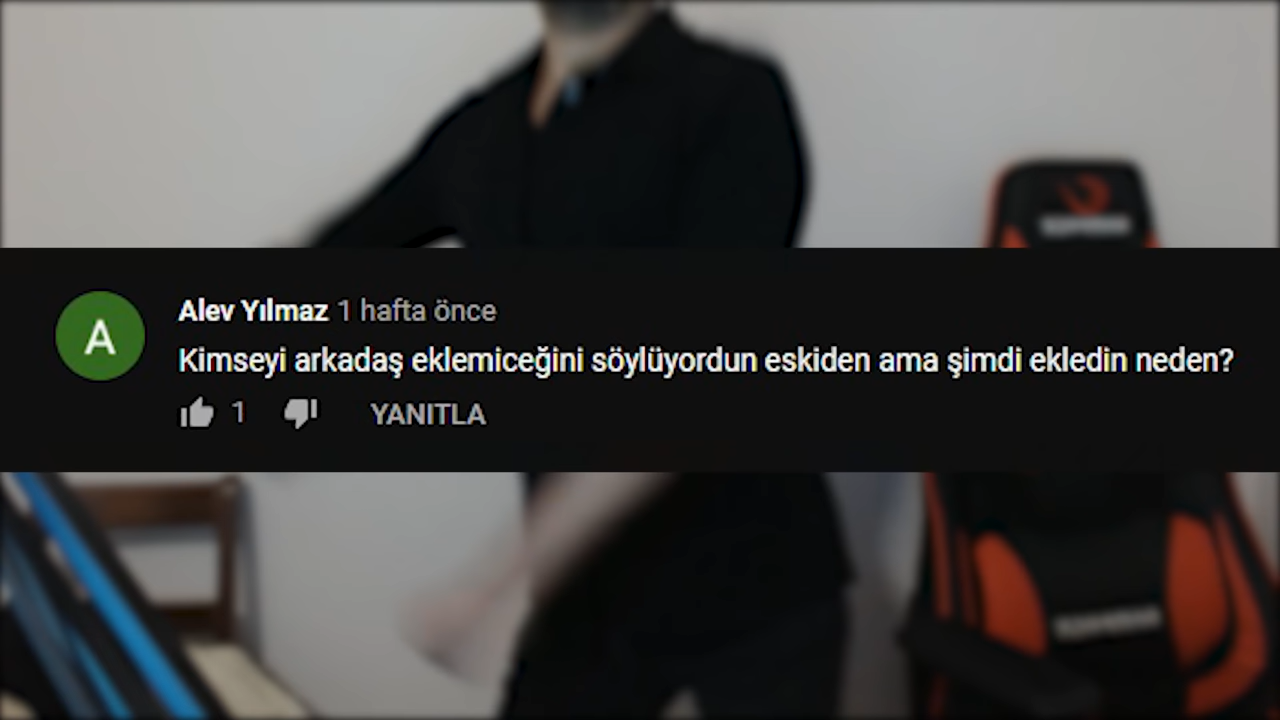 A
Alev Yılmaz 1 hafta önce
Kimseyi arkadaş eklemiceğini söylüyordun eskiden ama şimdi ekledin neden?
1
YANITLA